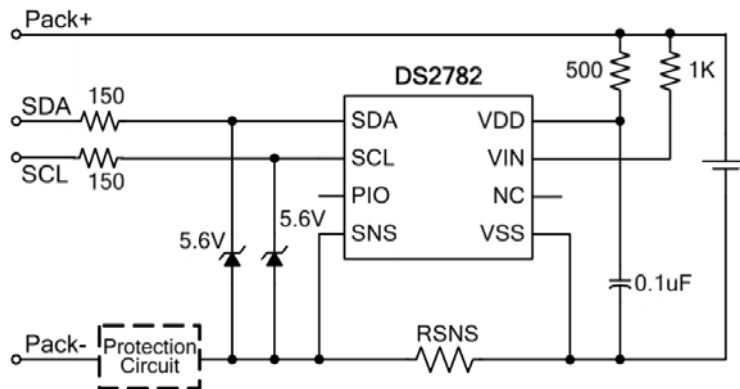 Pack+
DS2782
500
1K
SDA
150
SDA
VDD
SCL
150
SCL
VIN
PIO
NC
5.6V
5.6V
SNS
VSS
0.1uF
Pack-
Protection
Circuit
RSNS